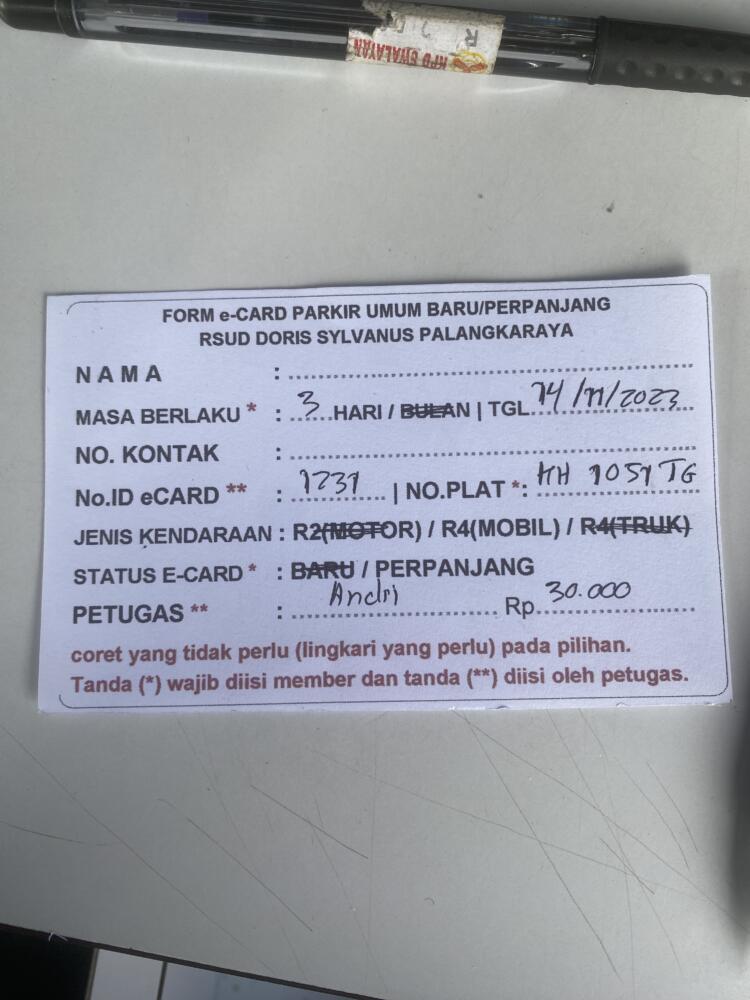 KPD SWALAYAN
FORM e-CARD PARKIR UMUM BARU/PERPANJANG
RSUD DORIS SYLVANUS PALANGKARAYA
NAMA :
MASA BERLAKU * : 3 HARI / BULAN | TGL 14/11/2023
NO. KONTAK :
No.ID eCARD ** : 1231 | NO.PLAT *: KH 1051 TG
JENIS KENDARAAN : R2(MOTOR) / R4(MOBIL) / R4(TRUK)
STATUS E-CARD * : BARU / PERPANJANG
PETUGAS ** : Andri Rp. 30.000
coret yang tidak perlu (lingkari yang perlu) pada pilihan.
Tanda (*) wajib diisi member dan tanda (**) diisi oleh petugas.